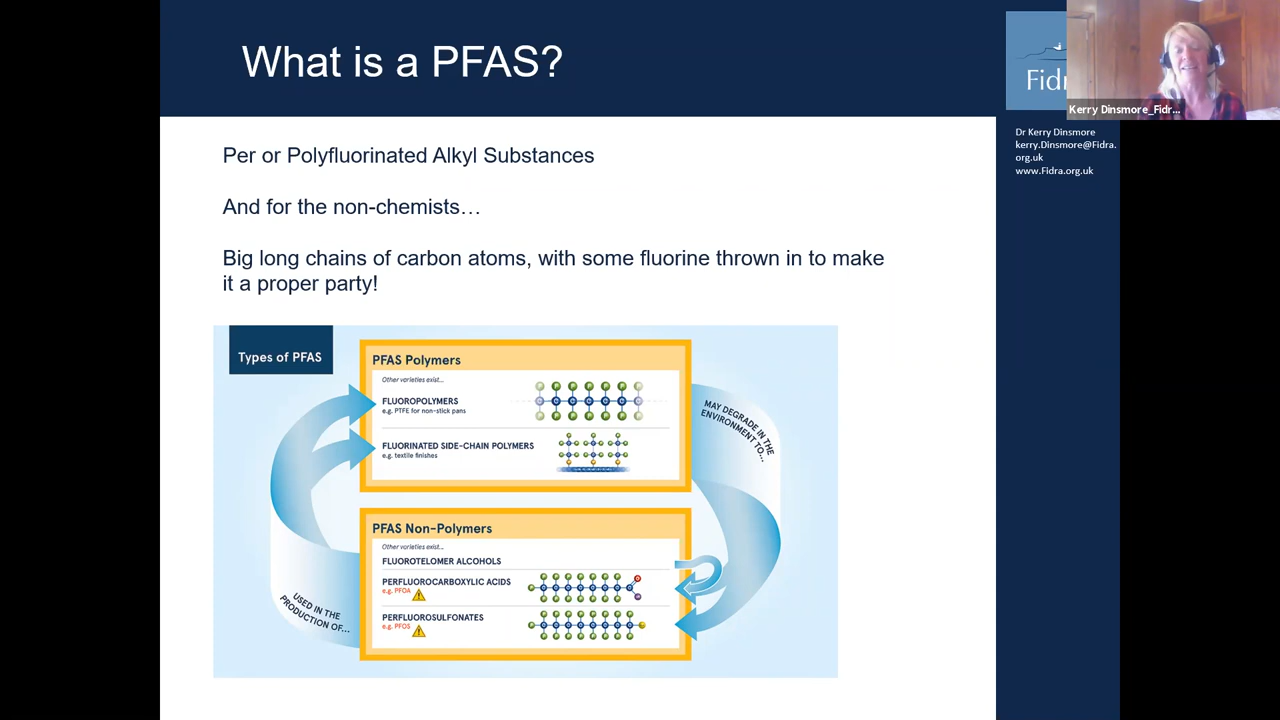 What is a PFAS?
Per or Polyfluorinated Alkyl Substances
And for the non-chemists…
Big long chains of carbon atoms, with some fluorine thrown in to make
it a proper party!
Types of PFAS
PFAS Polymers
Other varieties exist...
FLUOROPOLYMERS
e.g. PTFE for non-stick pans
FLUORINATED SIDE-CHAIN POLYMERS
e.g. textile finishes
MAY DEGRADE IN THE
ENVIRONMENT TO...
PFAS Non-Polymers
Other varieties exist...
FLUOROTELOMER ALCOHOLS
PERFLUOROCARBOXYLIC ACIDS
e.g. PFOA
PERFLUOROSULFONATES
e.g. PFOS
USED IN THE
PRODUCTION OF...
Fid
Kerry Dinsmore_Fidr...
Dr Kerry Dinsmore
kerry.Dinsmore@Fidra.
org.uk
www.Fidra.org.uk